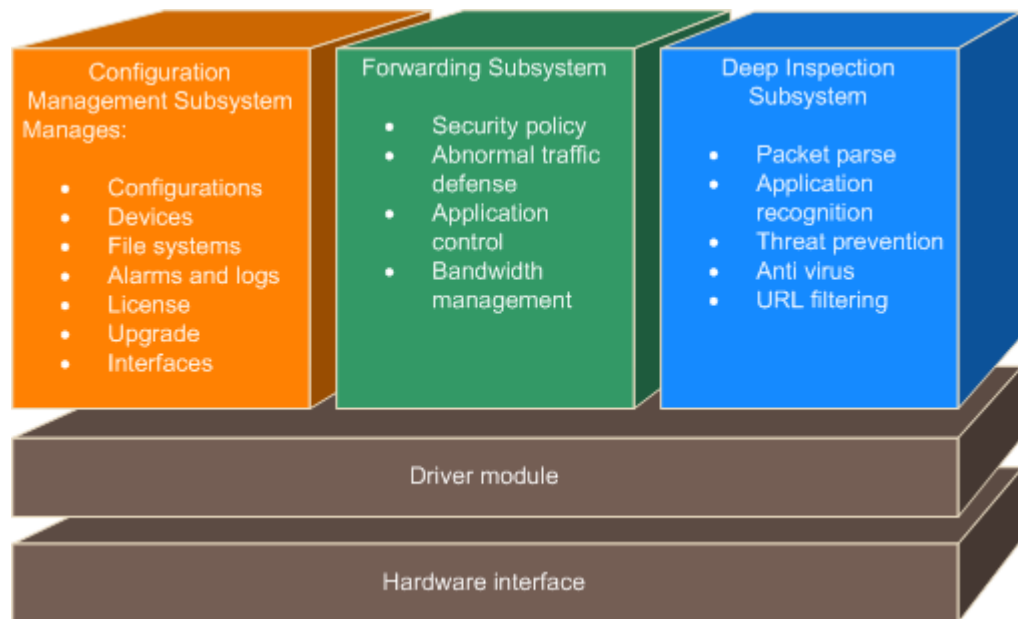 Configuration
Management Subsystem
Manages:
• Configurations
• Devices
• File systems
• Alarms and logs
• License
• Upgrade
• Interfaces
Forwarding Subsystem
• Security policy
• Abnormal traffic
defense
• Application
control
• Bandwidth
management
Deep Inspection
Subsystem
• Packet parse
• Application
recognition
• Threat prevention
• Anti virus
• URL filtering
Driver module
Hardware interface